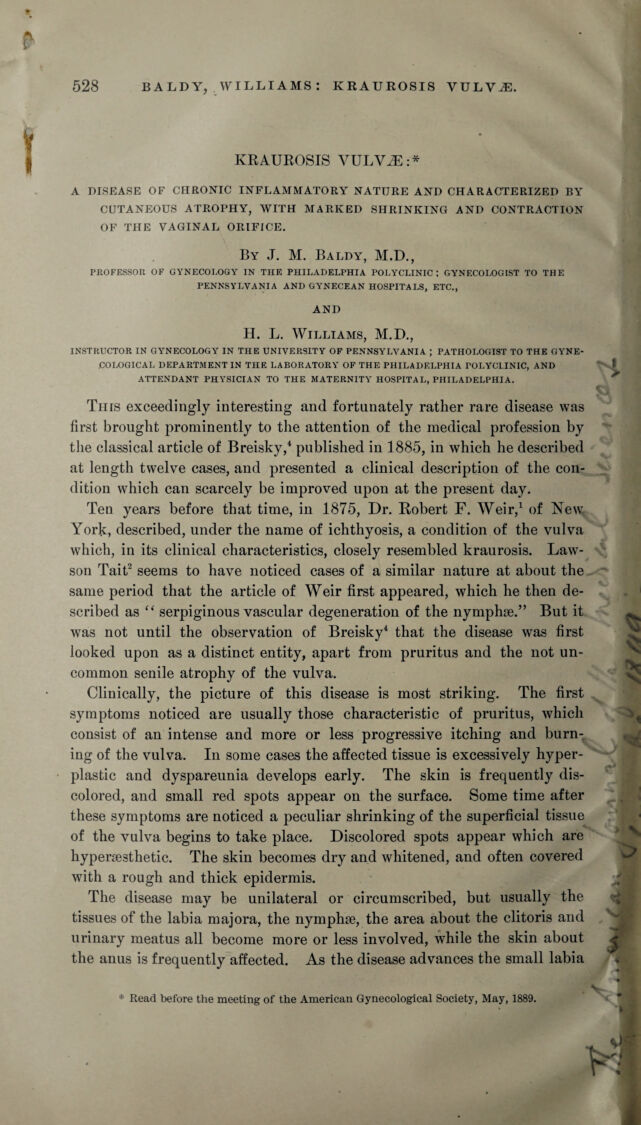 528 BALDY, WILLIAMS: KRAUROSIS VULVÆ.
KRAUROSIS VULVÆ:*
A DISEASE OF CHRONIC INFLAMMATORY NATURE AND CHARACTERIZED BY
CUTANEOUS ATROPHY, WITH MARKED SHRINKING AND CONTRACTION
OF THE VAGINAL ORIFICE.
By J. M. Baldy, M.D.,
PROFESSOR OF GYNECOLOGY IN THE PHILADELPHIA POLYCLINIC; GYNECOLOGIST TO THE
PENNSYLVANIA AND GYNECEAN HOSPITALS, ETC.,
AND
H. L. Williams, M.D.,
INSTRUCTOR IN GYNECOLOGY IN THE UNIVERSITY OF PENNSYLVANIA; PATHOLOGIST TO THE GYNE-
COLOGICAL DEPARTMENT IN THE LABORATORY OF THE PHILADELPHIA POLYCLINIC, AND
ATTENDANT PHYSICIAN TO THE MATERNITY HOSPITAL, PHILADELPHIA.
This exceedingly interesting and fortunately rather rare disease was
first brought prominently to the attention of the medical profession by
the classical article of Breisky,⁴ published in 1885, in which he described
at length twelve cases, and presented a clinical description of the con-
dition which can scarcely be improved upon at the present day.
Ten years before that time, in 1875, Dr. Robert F. Weir,¹ of New
York, described, under the name of ichthyosis, a condition of the vulva
which, in its clinical characteristics, closely resembled kraurosis. Law-
son Tait² seems to have noticed cases of a similar nature at about the
same period that the article of Weir first appeared, which he then de-
scribed as “ serpiginous vascular degeneration of the nymphæ.” But it
was not until the observation of Breisky⁴ that the disease was first
looked upon as a distinct entity, apart from pruritus and the not un-
common senile atrophy of the vulva.
Clinically, the picture of this disease is most striking. The first
symptoms noticed are usually those characteristic of pruritus, which
consist of an intense and more or less progressive itching and burn-
ing of the vulva. In some cases the affected tissue is excessively hyper-
plastic and dyspareunia develops early. The skin is frequently dis-
colored, and small red spots appear on the surface. Some time after
these symptoms are noticed a peculiar shrinking of the superficial tissue
of the vulva begins to take place. Discolored spots appear which are
hyperæsthetic. The skin becomes dry and whitened, and often covered
with a rough and thick epidermis.
The disease may be unilateral or circumscribed, but usually the
tissues of the labia majora, the nymphæ, the area about the clitoris and
urinary meatus all become more or less involved, while the skin about
the anus is frequently affected. As the disease advances the small labia
* Read before the meeting of the American Gynecological Society, May, 1889.
The